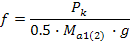 f = P_k / (0.5 · M_a1(2) · g)